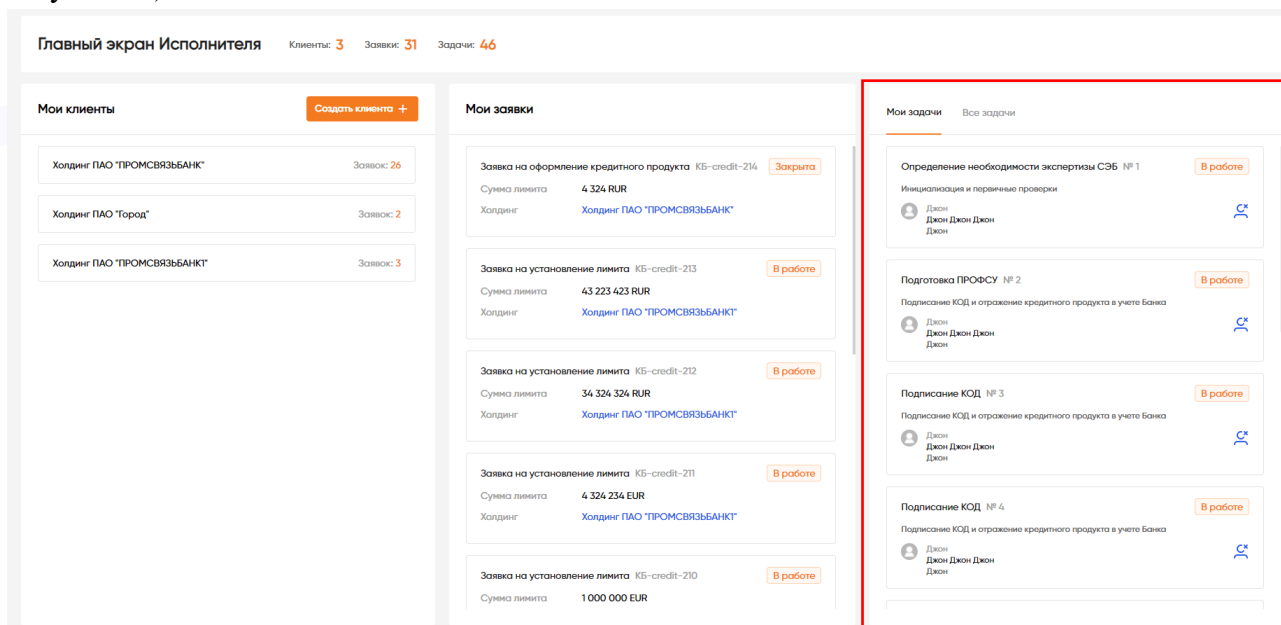 Главный экран Исполнителя Клиенты: 3 Заявки: 31 Задачи: 46
Мои клиенты Создать клиента +
Холдинг ПАО "ПРОМСВЯЗЬБАНК" Заявок: 26
Холдинг ПАО "Город" Заявок: 2
Холдинг ПАО "ПРОМСВЯЗЬБАНК1" Заявок: 3
Мои заявки
Заявка на оформление кредитного продукта КБ-credit-214 Закрыта
Сумма лимита 4 324 RUR
Холдинг Холдинг ПАО "ПРОМСВЯЗЬБАНК"
Заявка на установление лимита КБ-credit-213 В работе
Сумма лимита 43 223 423 RUR
Холдинг Холдинг ПАО "ПРОМСВЯЗЬБАНК1"
Заявка на установление лимита КБ-credit-212 В работе
Сумма лимита 34 324 324 RUR
Холдинг Холдинг ПАО "ПРОМСВЯЗЬБАНК1"
Заявка на установление лимита КБ-credit-211 В работе
Сумма лимита 4 324 234 EUR
Холдинг Холдинг ПАО "ПРОМСВЯЗЬБАНК1"
Заявка на установление лимита КБ-credit-210 В работе
Сумма лимита 1 000 000 EUR
Мои задачи Все задачи
Определение необходимости экспертизы СЭБ № 1 В работе
Инициализация и первичные проверки
Джон
Джон Джон Джон
Джон
Подготовка ПРОФСУ № 2 В работе
Подписание КОД и отражение кредитного продукта в учете Банка
Джон
Джон Джон Джон
Джон
Подписание КОД № 3 В работе
Подписание КОД и отражение кредитного продукта в учете Банка
Джон
Джон Джон Джон
Джон
Подписание КОД № 4 В работе
Подписание КОД и отражение кредитного продукта в учете Банка
Джон
Джон Джон Джон
Джон